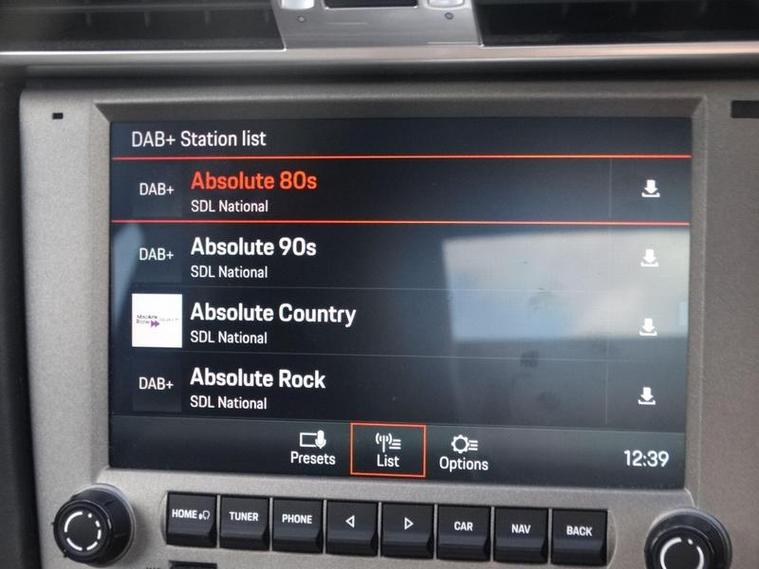 DAB+ Station list
DAB+ Absolute 80s
SDL National
DAB+ Absolute 90s
SDL National
Absolute Country
SDL National
DAB+ Absolute Rock
SDL National
Presets List Options 12:39
HOME TUNER PHONE CAR NAV BACK